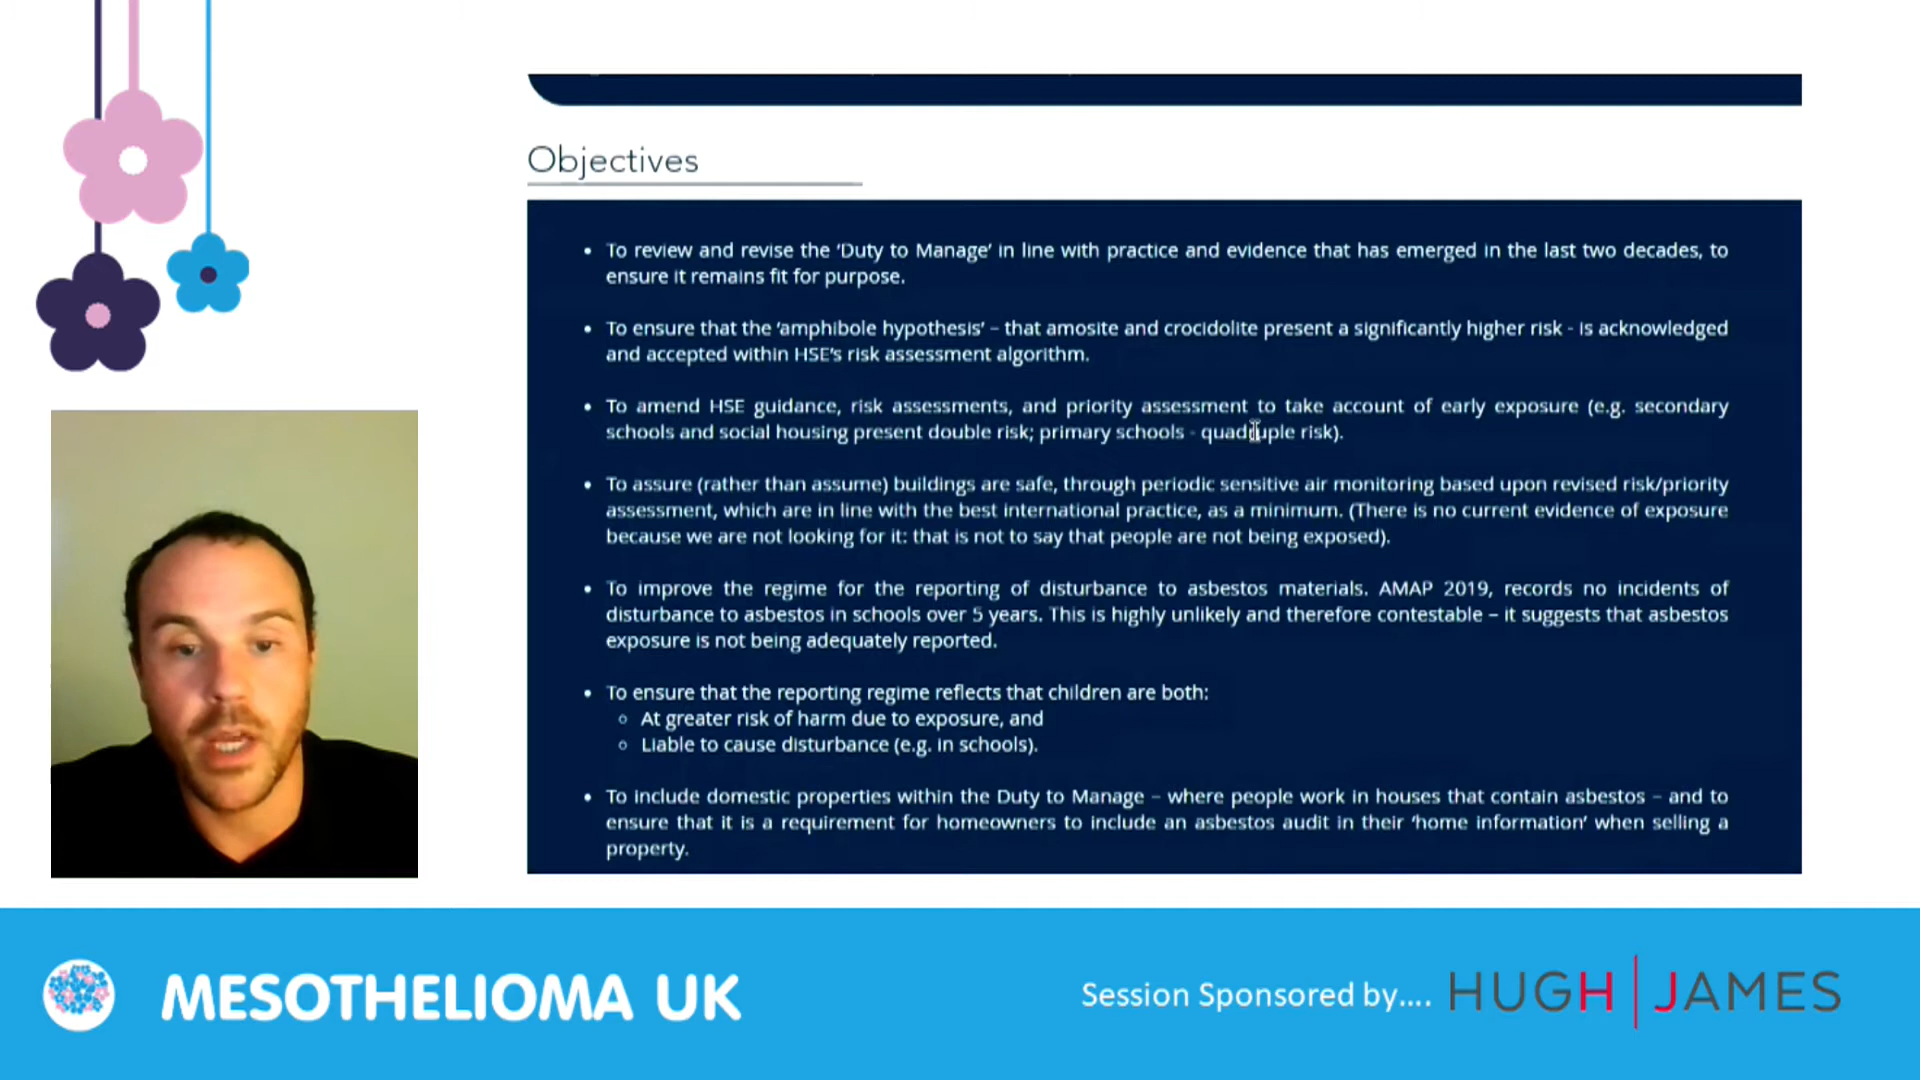 Objectives
• To review and revise the ‘Duty to Manage’ in line with practice and evidence that has emerged in the last two decades, to
ensure it remains fit for purpose.
• To ensure that the ‘amphibole hypothesis’ – that amosite and crocidolite present a significantly higher risk - is acknowledged
and accepted within HSE’s risk assessment algorithm.
• To amend HSE guidance, risk assessments, and priority assessment to take account of early exposure (e.g. secondary
schools and social housing present double risk; primary schools - quadruple risk).
• To assure (rather than assume) buildings are safe, through periodic sensitive air monitoring based upon revised risk/priority
assessment, which are in line with the best international practice, as a minimum. (There is no current evidence of exposure
because we are not looking for it: that is not to say that people are not being exposed).
• To improve the regime for the reporting of disturbance to asbestos materials. AMAP 2019, records no incidents of
disturbance to asbestos in schools over 5 years. This is highly unlikely and therefore contestable – it suggests that asbestos
exposure is not being adequately reported.
• To ensure that the reporting regime reflects that children are both:
○ At greater risk of harm due to exposure, and
○ Liable to cause disturbance (e.g. in schools).
• To include domestic properties within the Duty to Manage – where people work in houses that contain asbestos – and to
ensure that it is a requirement for homeowners to include an asbestos audit in their ‘home information’ when selling a
property.
MESOTHELIOMA UK
Session Sponsored by.... HUGH JAMES